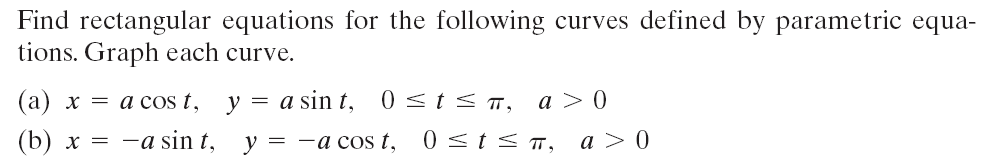 Find rectangular equations for the following curves defined by parametric equa-
tions. Graph each curve.
(a) x = a cos t, y = a sin t, 0 ≤ t ≤ π, a > 0
(b) x = −a sin t, y = −a cos t, 0 ≤ t ≤ π, a > 0